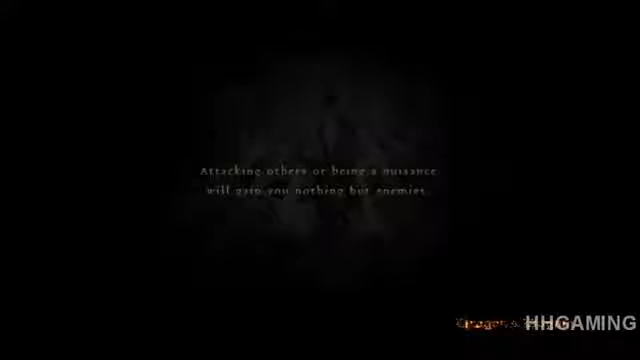 Attacking others or being a nuisance
will gain you nothing but enemies.
HHGAMING